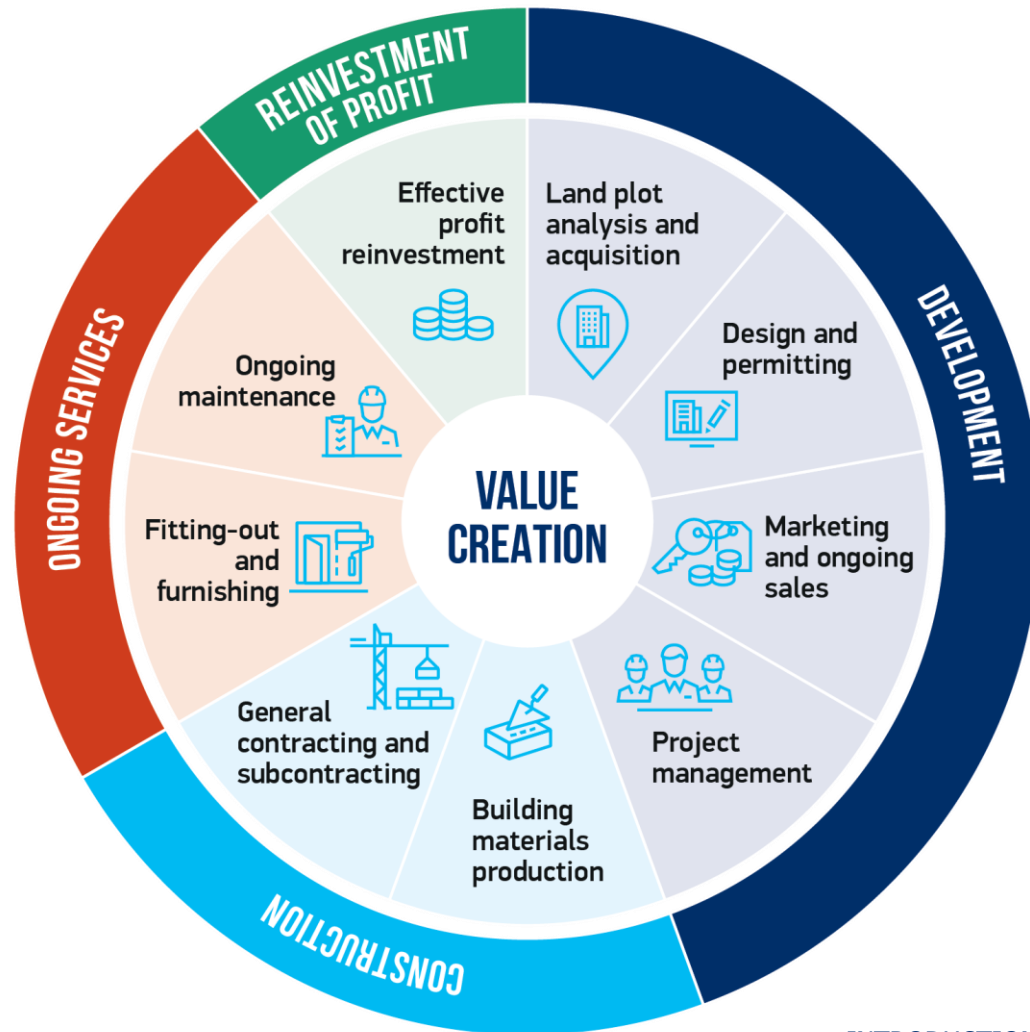 REINVESTMENT
OF PROFIT
DEVELOPMENT
ONGOING SERVICES
CONSTRUCTION
Effective
profit
reinvestment
Land plot
analysis and
acquisition
Design and
permitting
Marketing
and ongoing
sales
Project
management
Building
materials
production
General
contracting and
subcontracting
Fitting-out
and
furnishing
Ongoing
maintenance
VALUE
CREATION